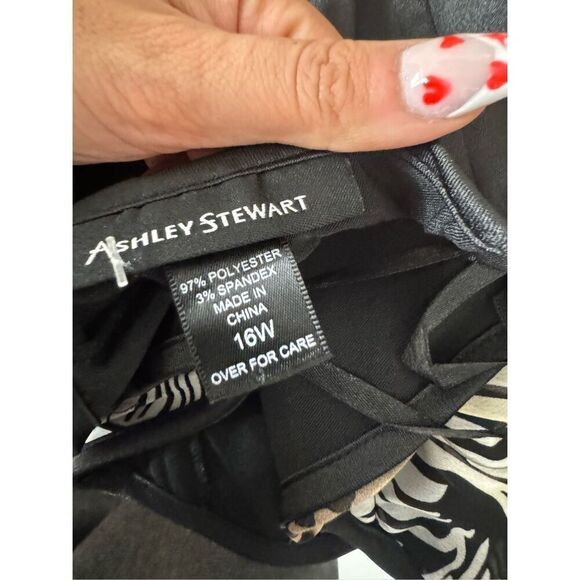 ASHLEY STEWART
97% POLYESTER
3% SPANDEX
MADE IN
CHINA
16W
OVER FOR CARE